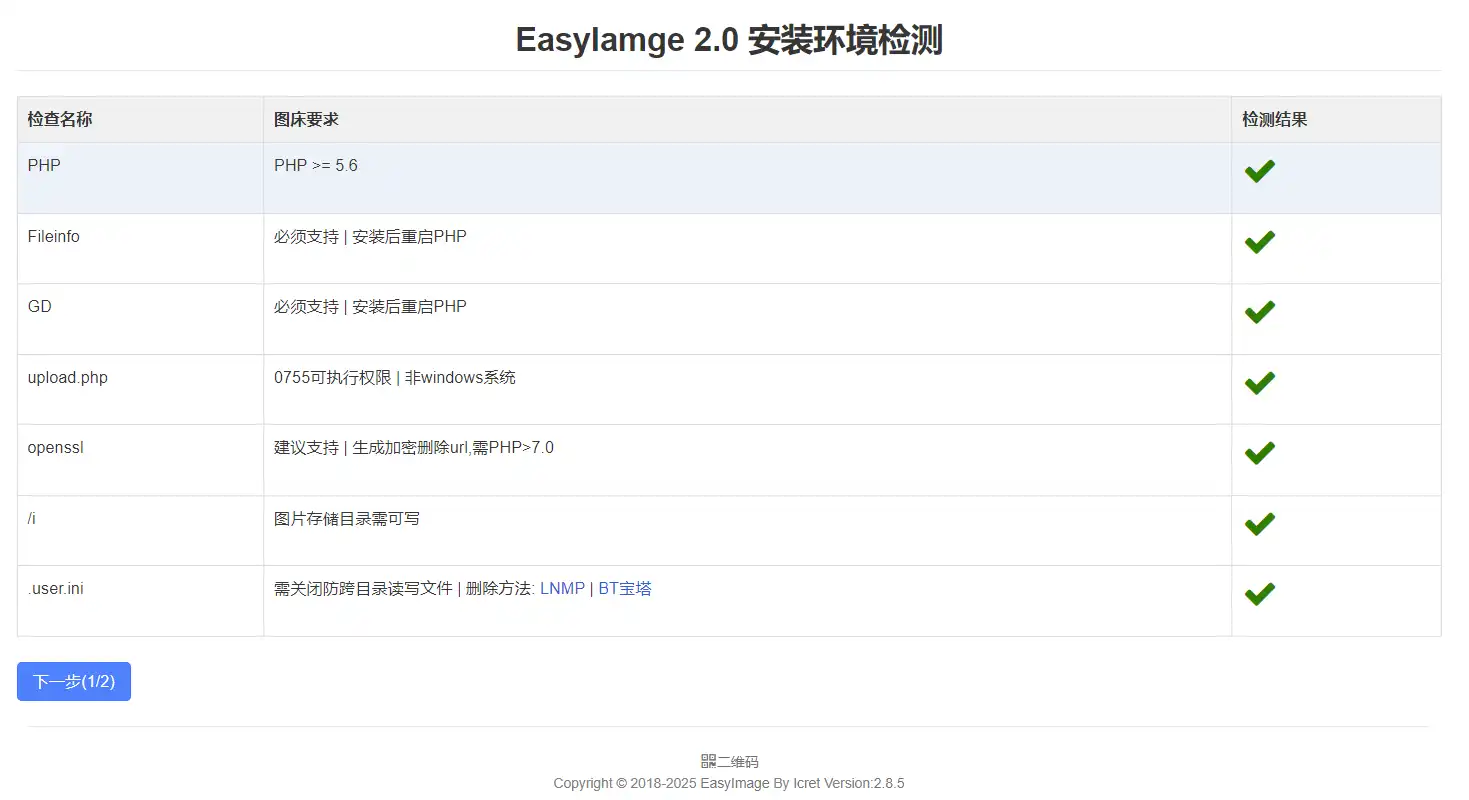 EasyIamge 2.0 安装环境检测
检查名称 图床要求 检测结果
PHP PHP >= 5.6
Fileinfo 必须支持 | 安装后重启PHP
GD 必须支持 | 安装后重启PHP
upload.php 0755可执行权限 | 非windows系统
openssl 建议支持 | 生成加密删除url,需PHP>7.0
/i 图片存储目录需可写
.user.ini 需关闭防跨目录读写文件 | 删除方法: LNMP | BT宝塔
下一步(1/2)
二维码
Copyright © 2018-2025 EasyImage By Icret Version:2.8.5